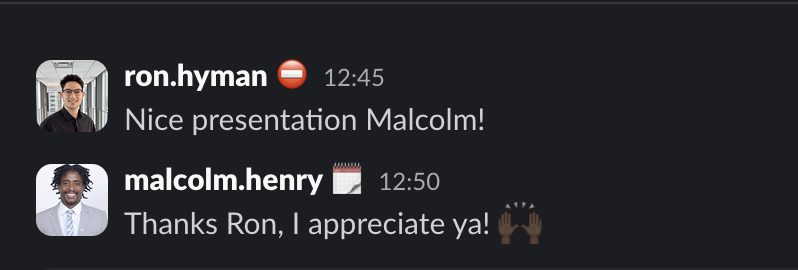 ron.hyman ⛔ 12:45
Nice presentation Malcolm!
malcolm.henry 🗓️ 12:50
Thanks Ron, I appreciate ya! 🙌🏿